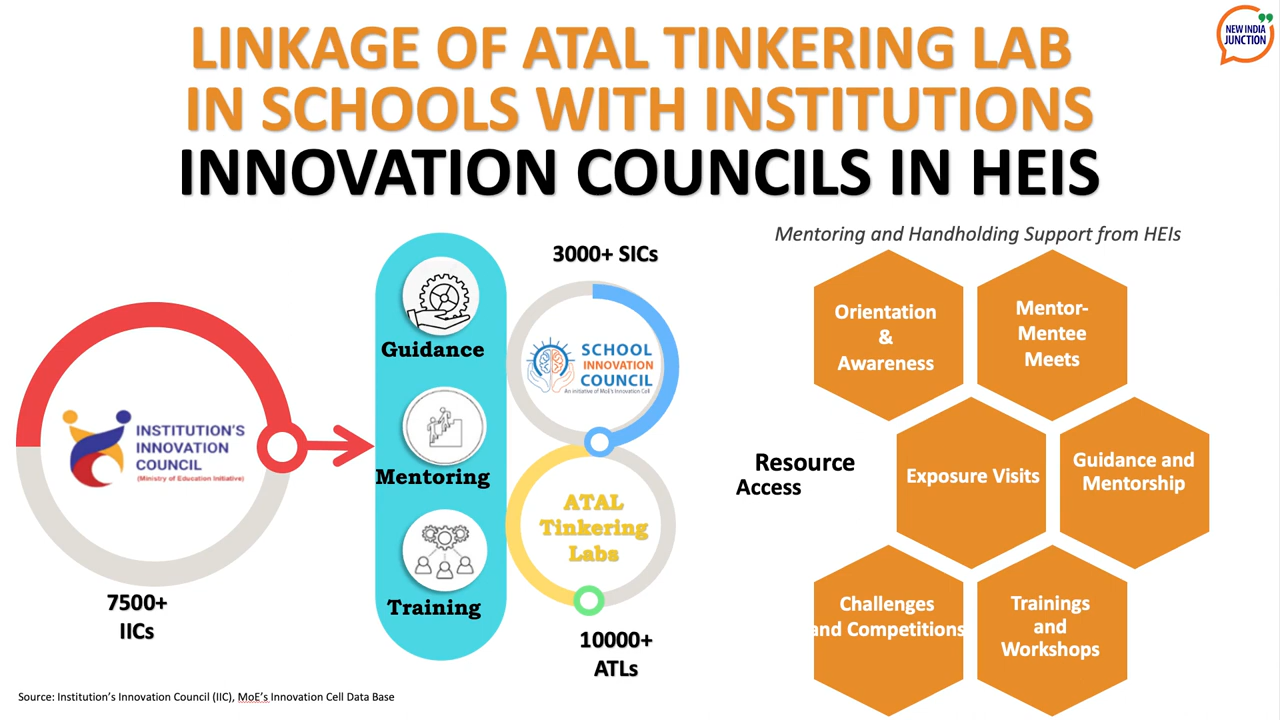 LINKAGE OF ATAL TINKERING LAB
IN SCHOOLS WITH INSTITUTIONS
INNOVATION COUNCILS IN HEIS
NEW INDIA
JUNCTION
INSTITUTION'S
INNOVATION
COUNCIL
(Ministry of Education Initiative)
7500+
IICs
Guidance
Mentoring
Training
3000+ SICs
SCHOOL
INNOVATION
COUNCIL
An initiative of MoE's Innovation Cell
ATAL
Tinkering
Labs
10000+
ATLs
Mentoring and Handholding Support from HEIs
Orientation
&
Awareness
Mentor-
Mentee
Meets
Resource
Access
Exposure Visits
Guidance and
Mentorship
Challenges
and Competitions
Trainings
and
Workshops
Source: Institution's Innovation Council (IIC), MoE's Innovation Cell Data Base